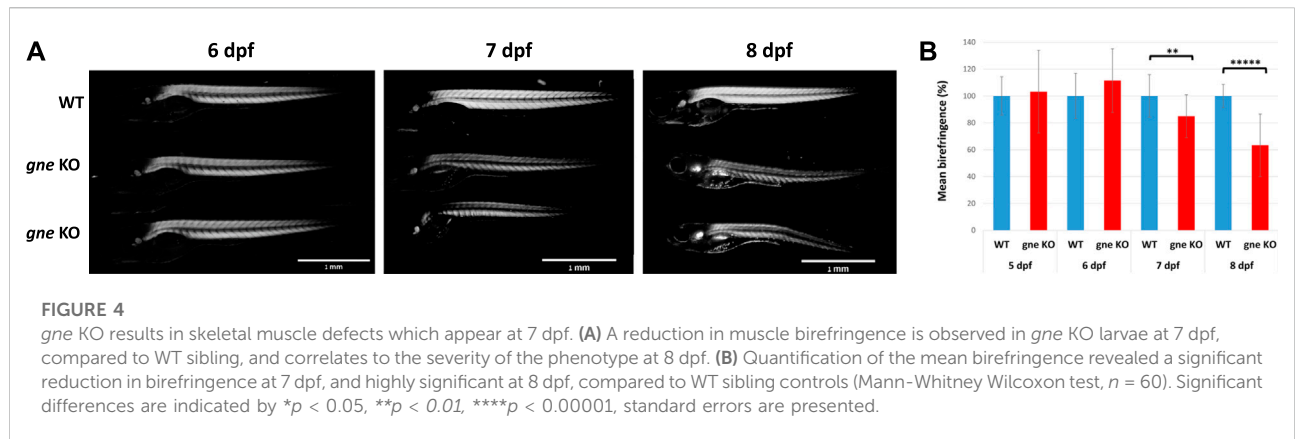 A
6 dpf 7 dpf 8 dpf
WT
gne KO
gne KO
1 mm 1 mm 1 mm
B
Mean birefringence (%)
140
120
100
80
60
40
20
0
** *****
WT gne KO WT gne KO WT gne KO WT gne KO
5 dpf 6 dpf 7 dpf 8 dpf
FIGURE 4
gne KO results in skeletal muscle defects which appear at 7 dpf. (A) A reduction in muscle birefringence is observed in gne KO larvae at 7 dpf,
compared to WT sibling, and correlates to the severity of the phenotype at 8 dpf. (B) Quantification of the mean birefringence revealed a significant
reduction in birefringence at 7 dpf, and highly significant at 8 dpf, compared to WT sibling controls (Mann-Whitney Wilcoxon test, n = 60). Significant
differences are indicated by *p < 0.05, **p < 0.01, ****p < 0.00001, standard errors are presented.